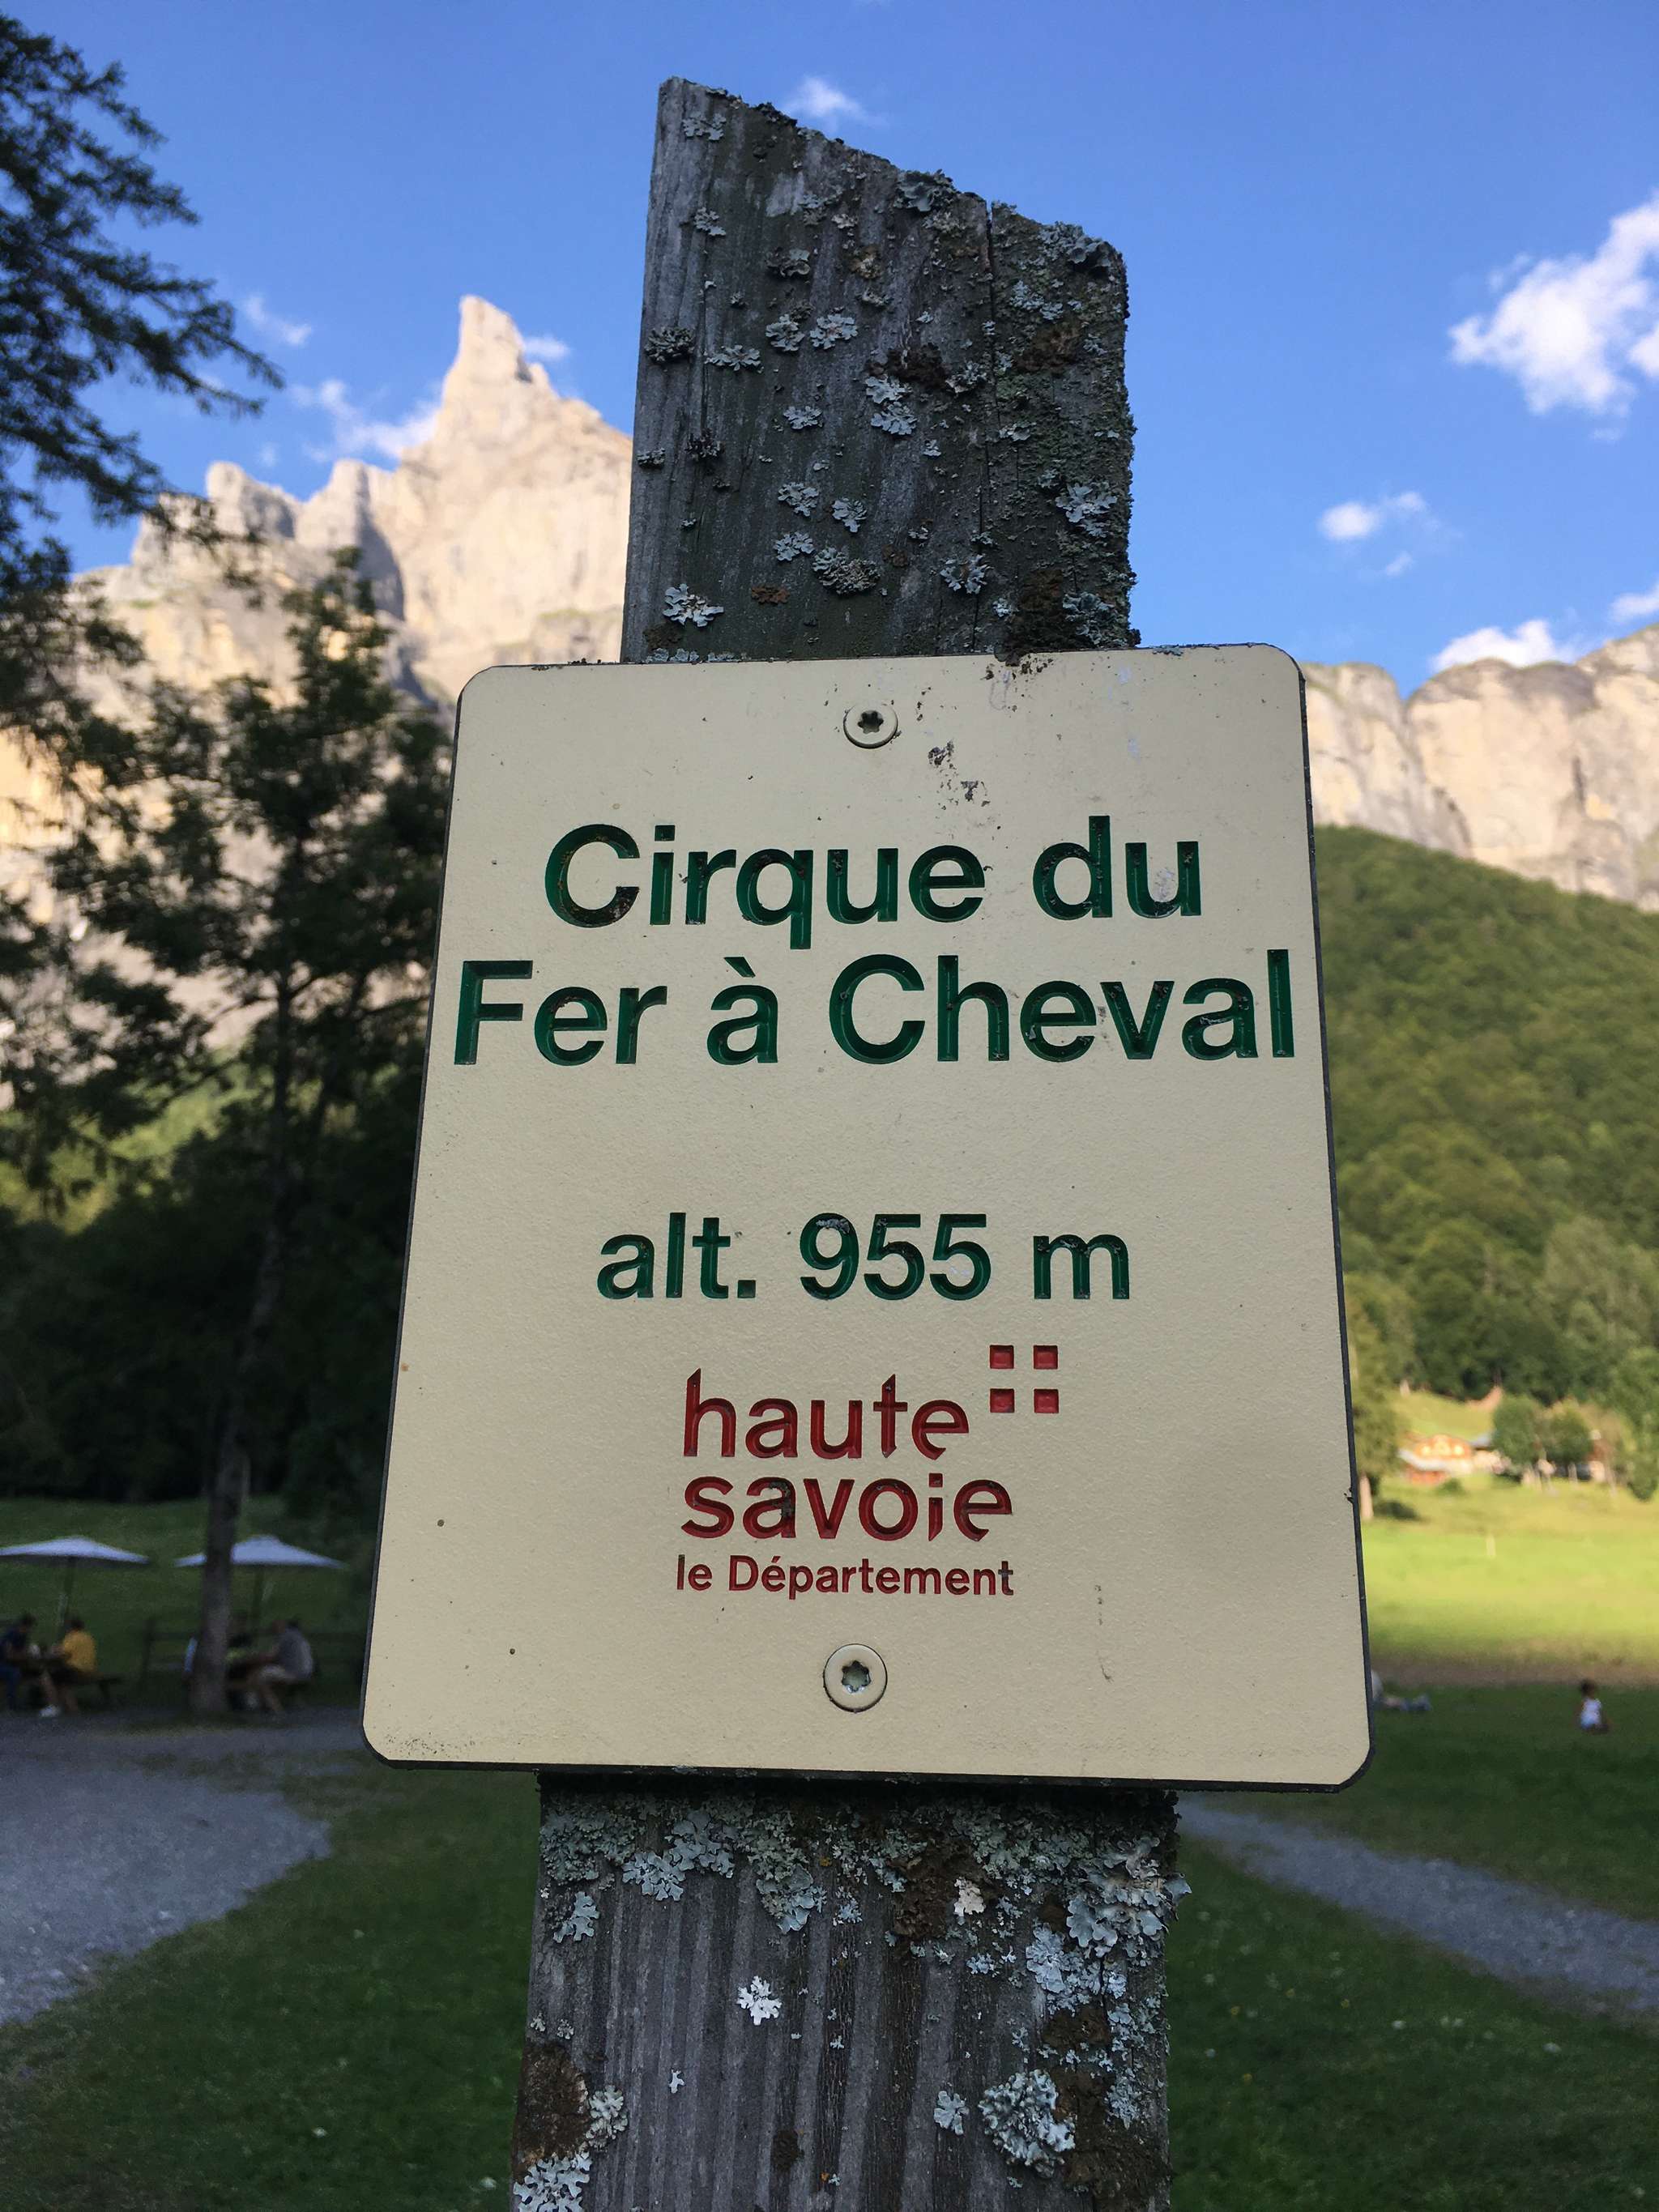 Cirque du
Fer à Cheval
alt. 955 m
haute
savoie
le Département